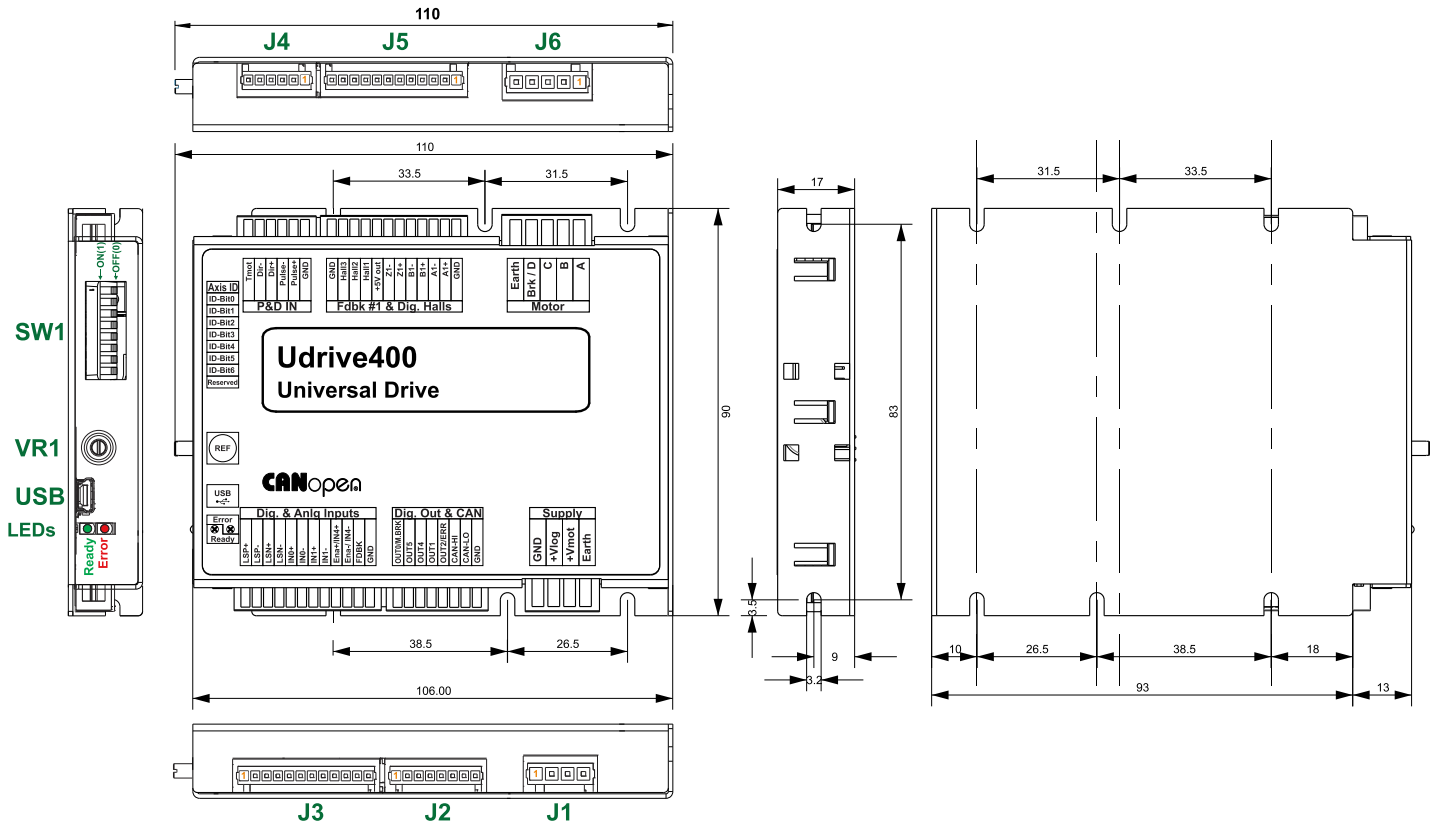 110
J4 J5 J6
1 1 1
110
33.5 31.5
17
31.5 33.5
ON(1)
OFF(0)
SW1
VR1
USB
LEDs
Ready
Error
Axis ID
ID-Bit0
ID-Bit1
ID-Bit2
ID-Bit3
ID-Bit4
ID-Bit5
ID-Bit6
Reserved
Tmot
Dir-
Dir+
Pulse-
Pulse+
GND
P&D IN
GND
Hall3
Hall2
Hall1
+5V out
Z1-
Z1+
B1-
B1+
A1-
A1+
GND
Fdbk #1 & Dig. Halls
Earth
Brk / D
C
B
A
Motor
Udrive400
Universal Drive
REF
USB
Error
Ready
CANopen
Dig. & Anlg Inputs
LSP+
LSP-
LSN+
LSN-
IN0+
IN0-
IN1+
IN1-
Ena+/IN4+
Ena-/ IN4-
FDBK
GND
Dig. Out & CAN
OUT0/M.BRK
OUT5
OUT4
OUT1
OUT2/ERR
CAN-HI
CAN-LO
GND
Supply
GND
+Vlog
+Vmot
Earth
90
83
3.5
9
3.2
38.5 26.5
106.00
10 26.5 38.5 18
93 13
1 1 1
J3 J2 J1